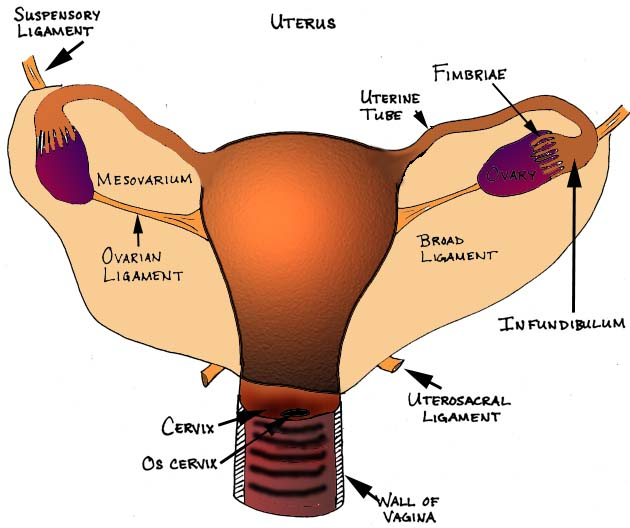 SUSPENSORY
LIGAMENT
UTERUS
FIMBRIAE
UTERINE
TUBE
MESOVARIUM
OVARY
OVARIAN
LIGAMENT
BROAD
LIGAMENT
INFUNDIBULUM
UTEROSACRAL
LIGAMENT
CERVIX
OS CERVIX
WALL OF
VAGINA